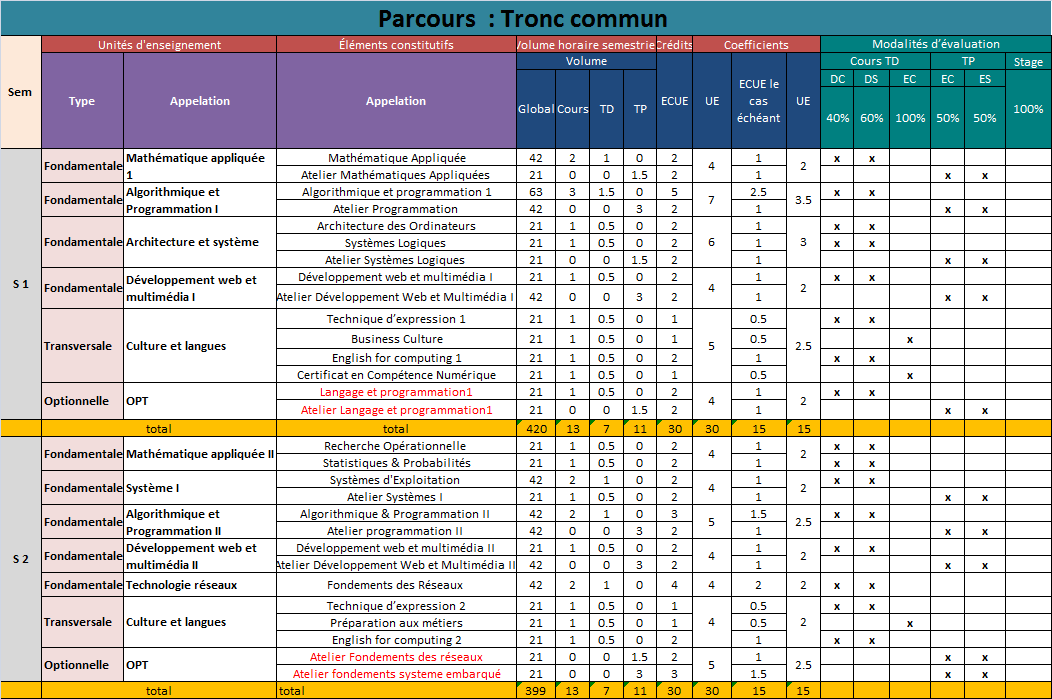 Parcours : Tronc commun
Sem Unités d'enseignement Éléments constitutifs Volume horaire semestrie Crédits Coefficients Modalités d’évaluation
Volume Cours TD TP Stage
Type Appelation Appelation Global Cours TD TP ECUE UE ECUE le cas échéant UE DC DS EC EC ES
40% 60% 100% 50% 50% 100%
S 1
Fondamentale Mathématique appliquée 1 Mathématique Appliquée 42 2 1 0 2 4 1 2 x x
Atelier Mathématiques Appliquées 21 0 0 1.5 2 1 x x
Fondamentale Algorithmique et Programmation I Algorithmique et programmation 1 63 3 1.5 0 5 7 2.5 3.5 x x
Atelier Programmation 42 0 0 3 2 1 x x
Fondamentale Architecture et système Architecture des Ordinateurs 21 1 0.5 0 2 6 1 3 x x
Systèmes Logiques 21 1 0.5 0 2 1 x x
Atelier Systèmes Logiques 21 0 0 1.5 2 1 x x
Fondamentale Développement web et multimédia I Développement web et multimédia I 21 1 0.5 0 2 4 1 2 x x
Atelier Développement Web et Multimédia I 42 0 0 3 2 1 x x
Transversale Culture et langues Technique d’expression 1 21 1 0.5 0 1 5 0.5 2.5 x x
Business Culture 21 1 0.5 0 1 0.5 x
English for computing 1 21 1 0.5 0 2 1 x x
Certificat en Compétence Numérique 21 1 0.5 0 1 0.5 x
Optionnelle OPT Langage et programmation1 21 1 0.5 0 2 4 1 2 x x
Atelier Langage et programmation1 21 0 0 1.5 2 1 x x
total total 420 13 7 11 30 30 15 15
S 2
Fondamentale Mathématique appliquée II Recherche Opérationnelle 21 1 0.5 0 2 4 1 2 x x
Statistiques & Probabilités 21 1 0.5 0 2 1 x x
Fondamentale Système I Systèmes d'Exploitation 42 2 1 0 2 4 1 2 x x
Atelier Systèmes I 21 1 0.5 0 2 1 x x
Fondamentale Algorithmique et Programmation II Algorithmique & Programmation II 42 2 1 0 3 5 1.5 2.5 x x
Atelier programmation II 42 0 0 3 2 1 x x
Fondamentale Développement web et multimédia II Développement web et multimédia II 21 1 0.5 0 2 4 1 2 x x
Atelier Développement Web et Multimédia II 42 0 0 3 2 1 x x
Fondamentale Technologie réseaux Fondements des Réseaux 42 2 1 0 4 4 2 2 x x
Transversale Culture et langues Technique d’expression 2 21 1 0.5 0 1 4 0.5 2 x x
Préparation aux métiers 21 1 0.5 0 1 0.5 x
English for computing 2 21 1 0.5 0 2 1 x x
Optionnelle OPT Atelier Fondements des réseaux 21 0 0 1.5 2 5 1 2.5 x x
Atelier fondements systeme embarqué 21 0 0 3 3 1.5 x x
total total 399 13 7 11 30 30 15 15